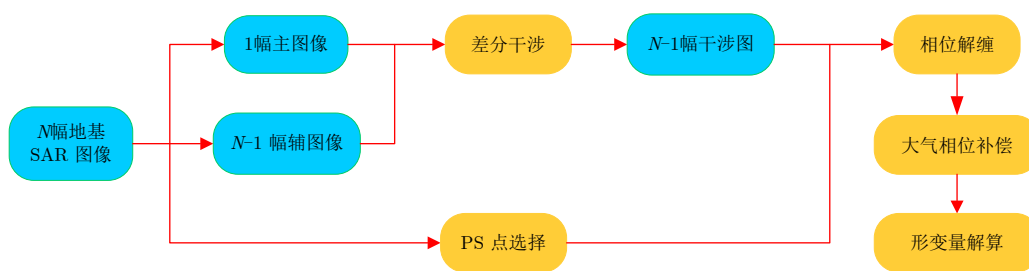 N幅地基
SAR 图像
1幅主图像
N–1 幅辅图像
差分干涉
N–1幅干涉图
PS 点选择
相位解缠
大气相位补偿
形变量解算